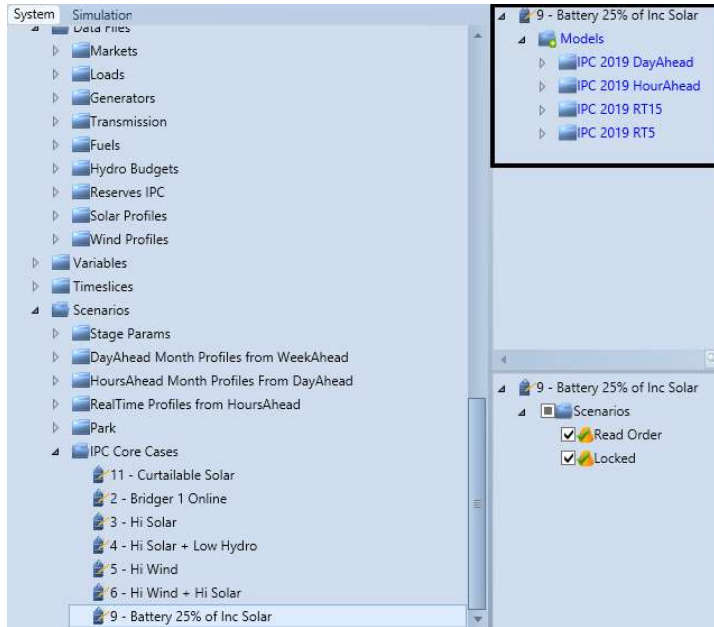 System Simulation
Data Files
Markets
Loads
Generators
Transmission
Fuels
Hydro Budgets
Reserves IPC
Solar Profiles
Wind Profiles
Variables
Timeslices
Scenarios
Stage Params
DayAhead Month Profiles from WeekAhead
HoursAhead Month Profiles From DayAhead
RealTime Profiles from HoursAhead
Park
IPC Core Cases
11 - Curtailable Solar
2 - Bridger 1 Online
3 - Hi Solar
4 - Hi Solar + Low Hydro
5 - Hi Wind
6 - Hi Wind + Hi Solar
9 - Battery 25% of Inc Solar
9 - Battery 25% of Inc Solar
Models
IPC 2019 DayAhead
IPC 2019 HourAhead
IPC 2019 RT15
IPC 2019 RT5
9 - Battery 25% of Inc Solar
Scenarios
Read Order
Locked